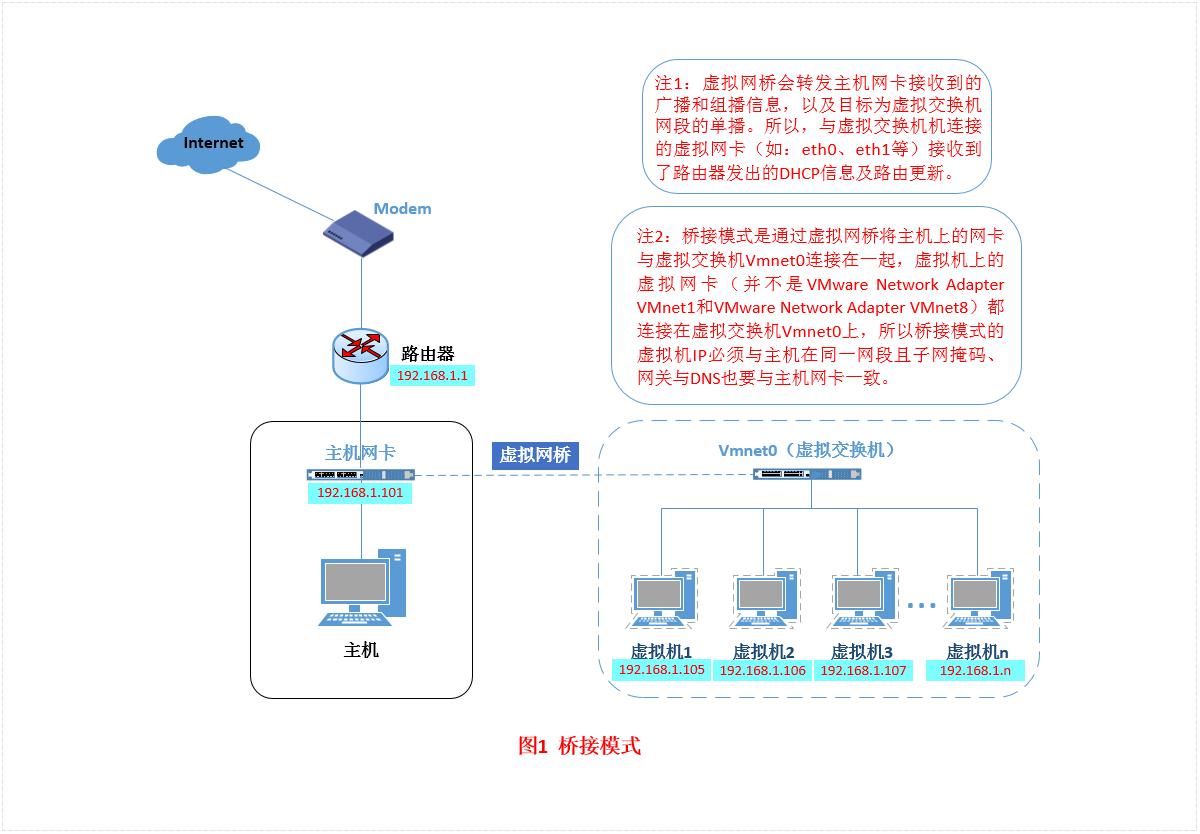 注1：虚拟网桥会转发主机网卡接收到的
广播和组播信息，以及目标为虚拟交换机
网段的单播。所以，与虚拟交换机机连接
的虚拟网卡（如：eth0、eth1等）接收到
了路由器发出的DHCP信息及路由更新。
Internet
Modem
注2：桥接模式是通过虚拟网桥将主机上的网卡
与虚拟交换机Vmnet0连接在一起，虚拟机上的
虚拟网卡（并不是VMware Network Adapter
VMnet1和VMware Network Adapter VMnet8）都
连接在虚拟交换机Vmnet0上，所以桥接模式的
虚拟机IP必须与主机在同一网段且子网掩码、
网关与DNS也要与主机网卡一致。
路由器
192.168.1.1
主机网卡
192.168.1.101
主机
虚拟网桥
Vmnet0（虚拟交换机）
虚拟机1
192.168.1.105
虚拟机2
192.168.1.106
虚拟机3
192.168.1.107
虚拟机n
192.168.1.n
图1 桥接模式